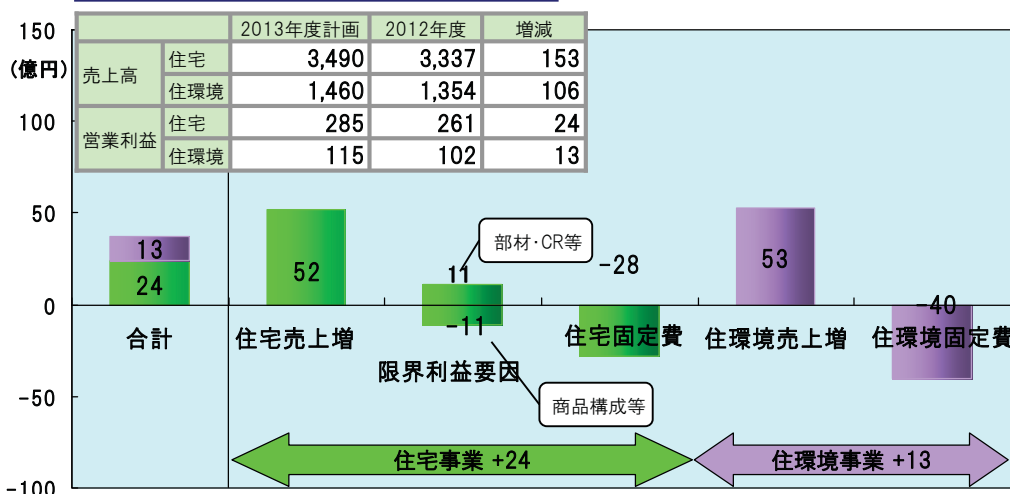 2013年度計画 2012年度 増減
売上高 住宅 3,490 3,337 153
住環境 1,460 1,354 106
営業利益 住宅 285 261 24
住環境 115 102 13
150
(億円)
100
50
0
-50
-100
13
24
52
11
-11
-28
53
-40
部材・CR等
商品構成等
合計
住宅売上増
限界利益要因
住宅固定費
住環境売上増
住環境固定費
住宅事業 +24
住環境事業 +13